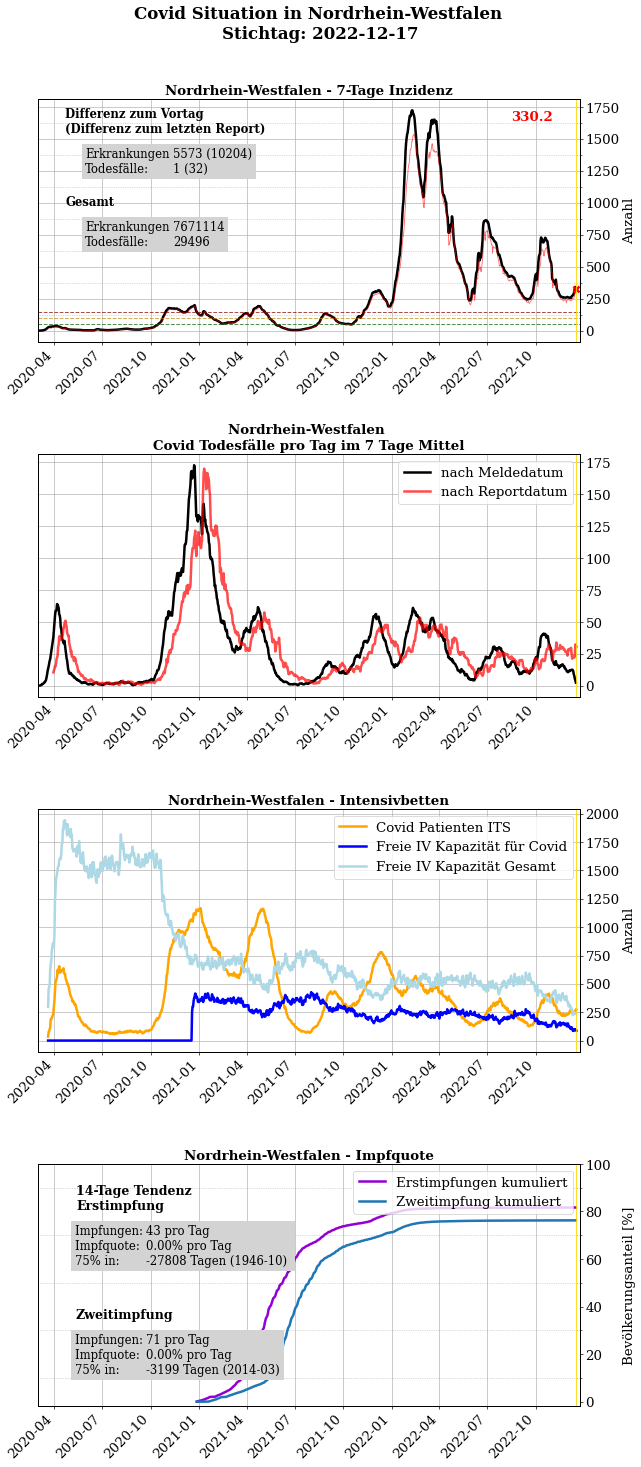 Covid Situation in Nordrhein-Westfalen
Stichtag: 2022-12-17
Nordrhein-Westfalen - 7-Tage Inzidenz
Differenz zum Vortag
(Differenz zum letzten Report)
Erkrankungen 5573 (10204)
Todesfälle: 1 (32)
Gesamt
Erkrankungen 7671114
Todesfälle: 29496
330.2
1750
1500
1250
1000
750
500
250
0
Anzahl
2020-04
2020-07
2020-10
2021-01
2021-04
2021-07
2021-10
2022-01
2022-04
2022-07
2022-10
Nordrhein-Westfalen
Covid Todesfälle pro Tag im 7 Tage Mittel
nach Meldedatum
nach Reportdatum
175
150
125
100
75
50
25
0
2020-04
2020-07
2020-10
2021-01
2021-04
2021-07
2021-10
2022-01
2022-04
2022-07
2022-10
Nordrhein-Westfalen - Intensivbetten
Covid Patienten ITS
Freie IV Kapazität für Covid
Freie IV Kapazität Gesamt
2000
1750
1500
1250
1000
750
500
250
0
Anzahl
2020-04
2020-07
2020-10
2021-01
2021-04
2021-07
2021-10
2022-01
2022-04
2022-07
2022-10
Nordrhein-Westfalen - Impfquote
14-Tage Tendenz
Erstimpfung
Impfungen: 43 pro Tag
Impfquote: 0.00% pro Tag
75% in: -27808 Tagen (1946-10)
Zweitimpfung
Impfungen: 71 pro Tag
Impfquote: 0.00% pro Tag
75% in: -3199 Tagen (2014-03)
Erstimpfungen kumuliert
Zweitimpfung kumuliert
100
80
60
40
20
0
Bevölkerungsanteil [%]
2020-04
2020-07
2020-10
2021-01
2021-04
2021-07
2021-10
2022-01
2022-04
2022-07
2022-10